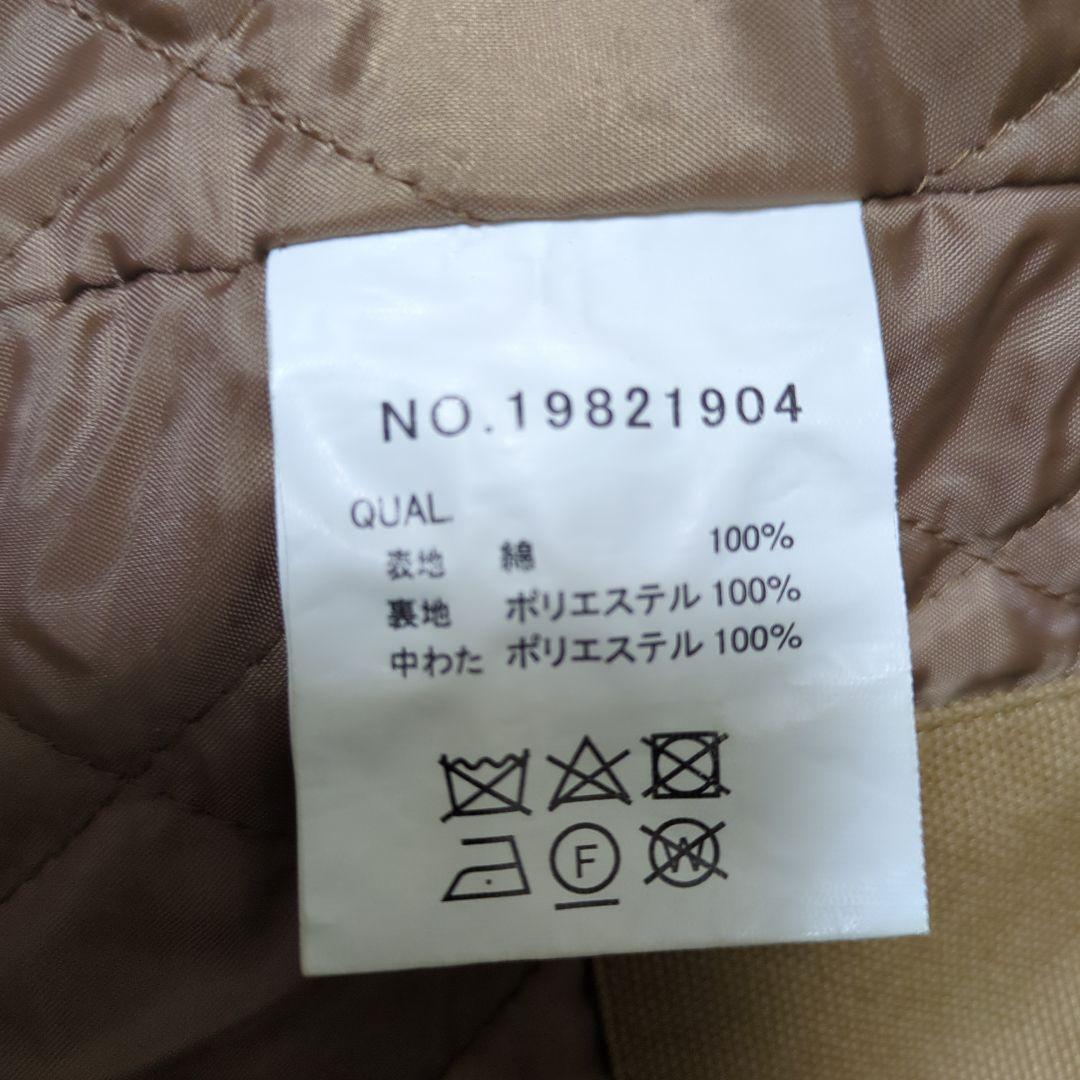 NO.19821904
QUAL.
表地 綿 100%
裏地 ポリエステル 100%
中わた ポリエステル 100%
F W